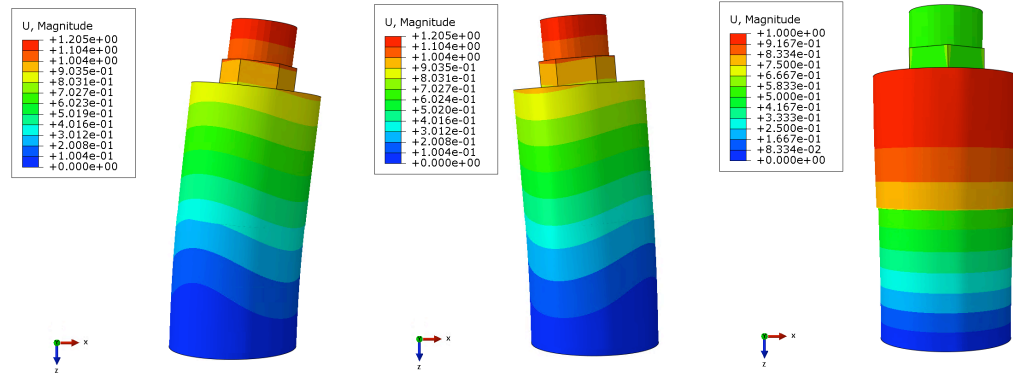 U, Magnitude
+1.205e+00
+1.104e+00
+1.004e+00
+9.035e-01
+8.031e-01
+7.027e-01
+6.023e-01
+5.019e-01
+4.016e-01
+3.012e-01
+2.008e-01
+1.004e-01
+0.000e+00
Y
x
z
U, Magnitude
+1.205e+00
+1.104e+00
+1.004e+00
+9.035e-01
+8.031e-01
+7.027e-01
+6.024e-01
+5.020e-01
+4.016e-01
+3.012e-01
+2.008e-01
+1.004e-01
+0.000e+00
Y
x
z
U, Magnitude
+1.000e+00
+9.167e-01
+8.334e-01
+7.500e-01
+6.667e-01
+5.833e-01
+5.000e-01
+4.167e-01
+3.333e-01
+2.500e-01
+1.667e-01
+8.334e-02
+0.000e+00
Y
x
z